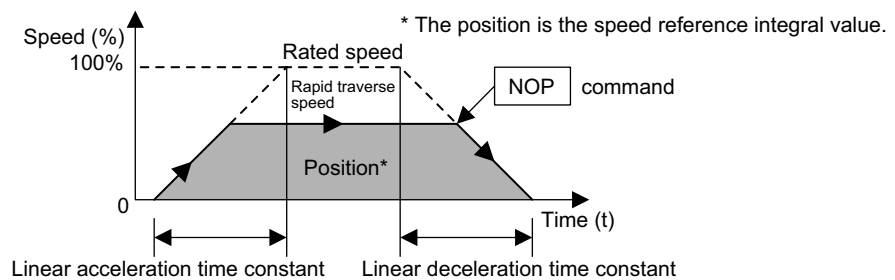 * The position is the speed reference integral value.
Speed (%)
100%
Rated speed
Rapid traverse
speed
NOP command
Position*
0
Time (t)
Linear acceleration time constant
Linear deceleration time constant